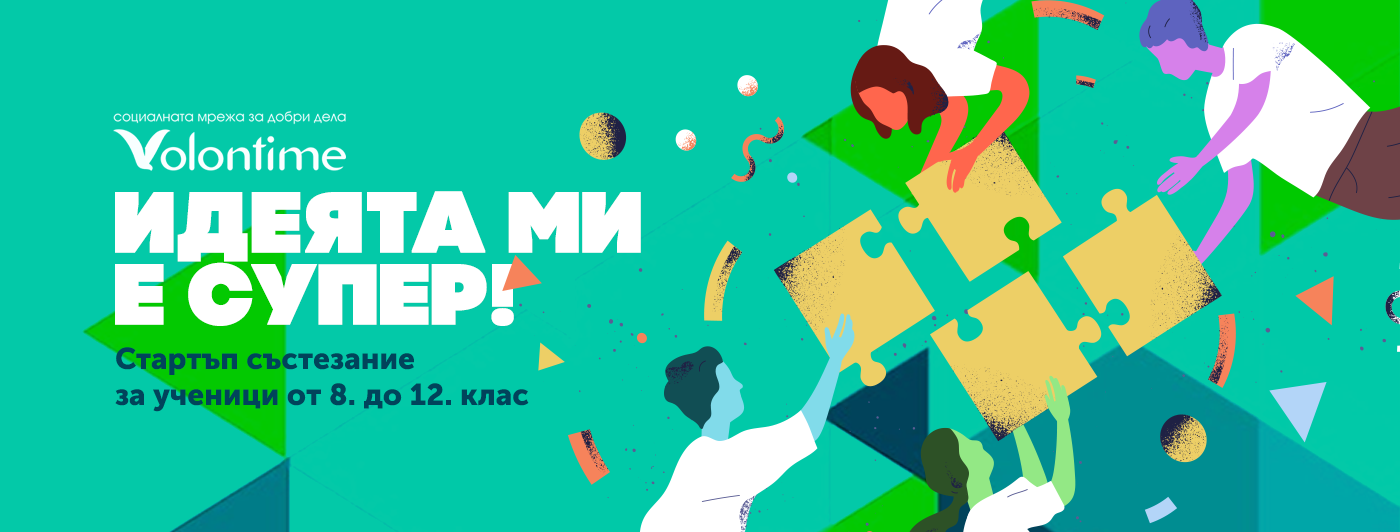 социалната мрежа за добри дела
Volontime
ИДЕЯТА МИ
Е СУПЕР!
Стартъп състезание
за ученици от 8. до 12. клас